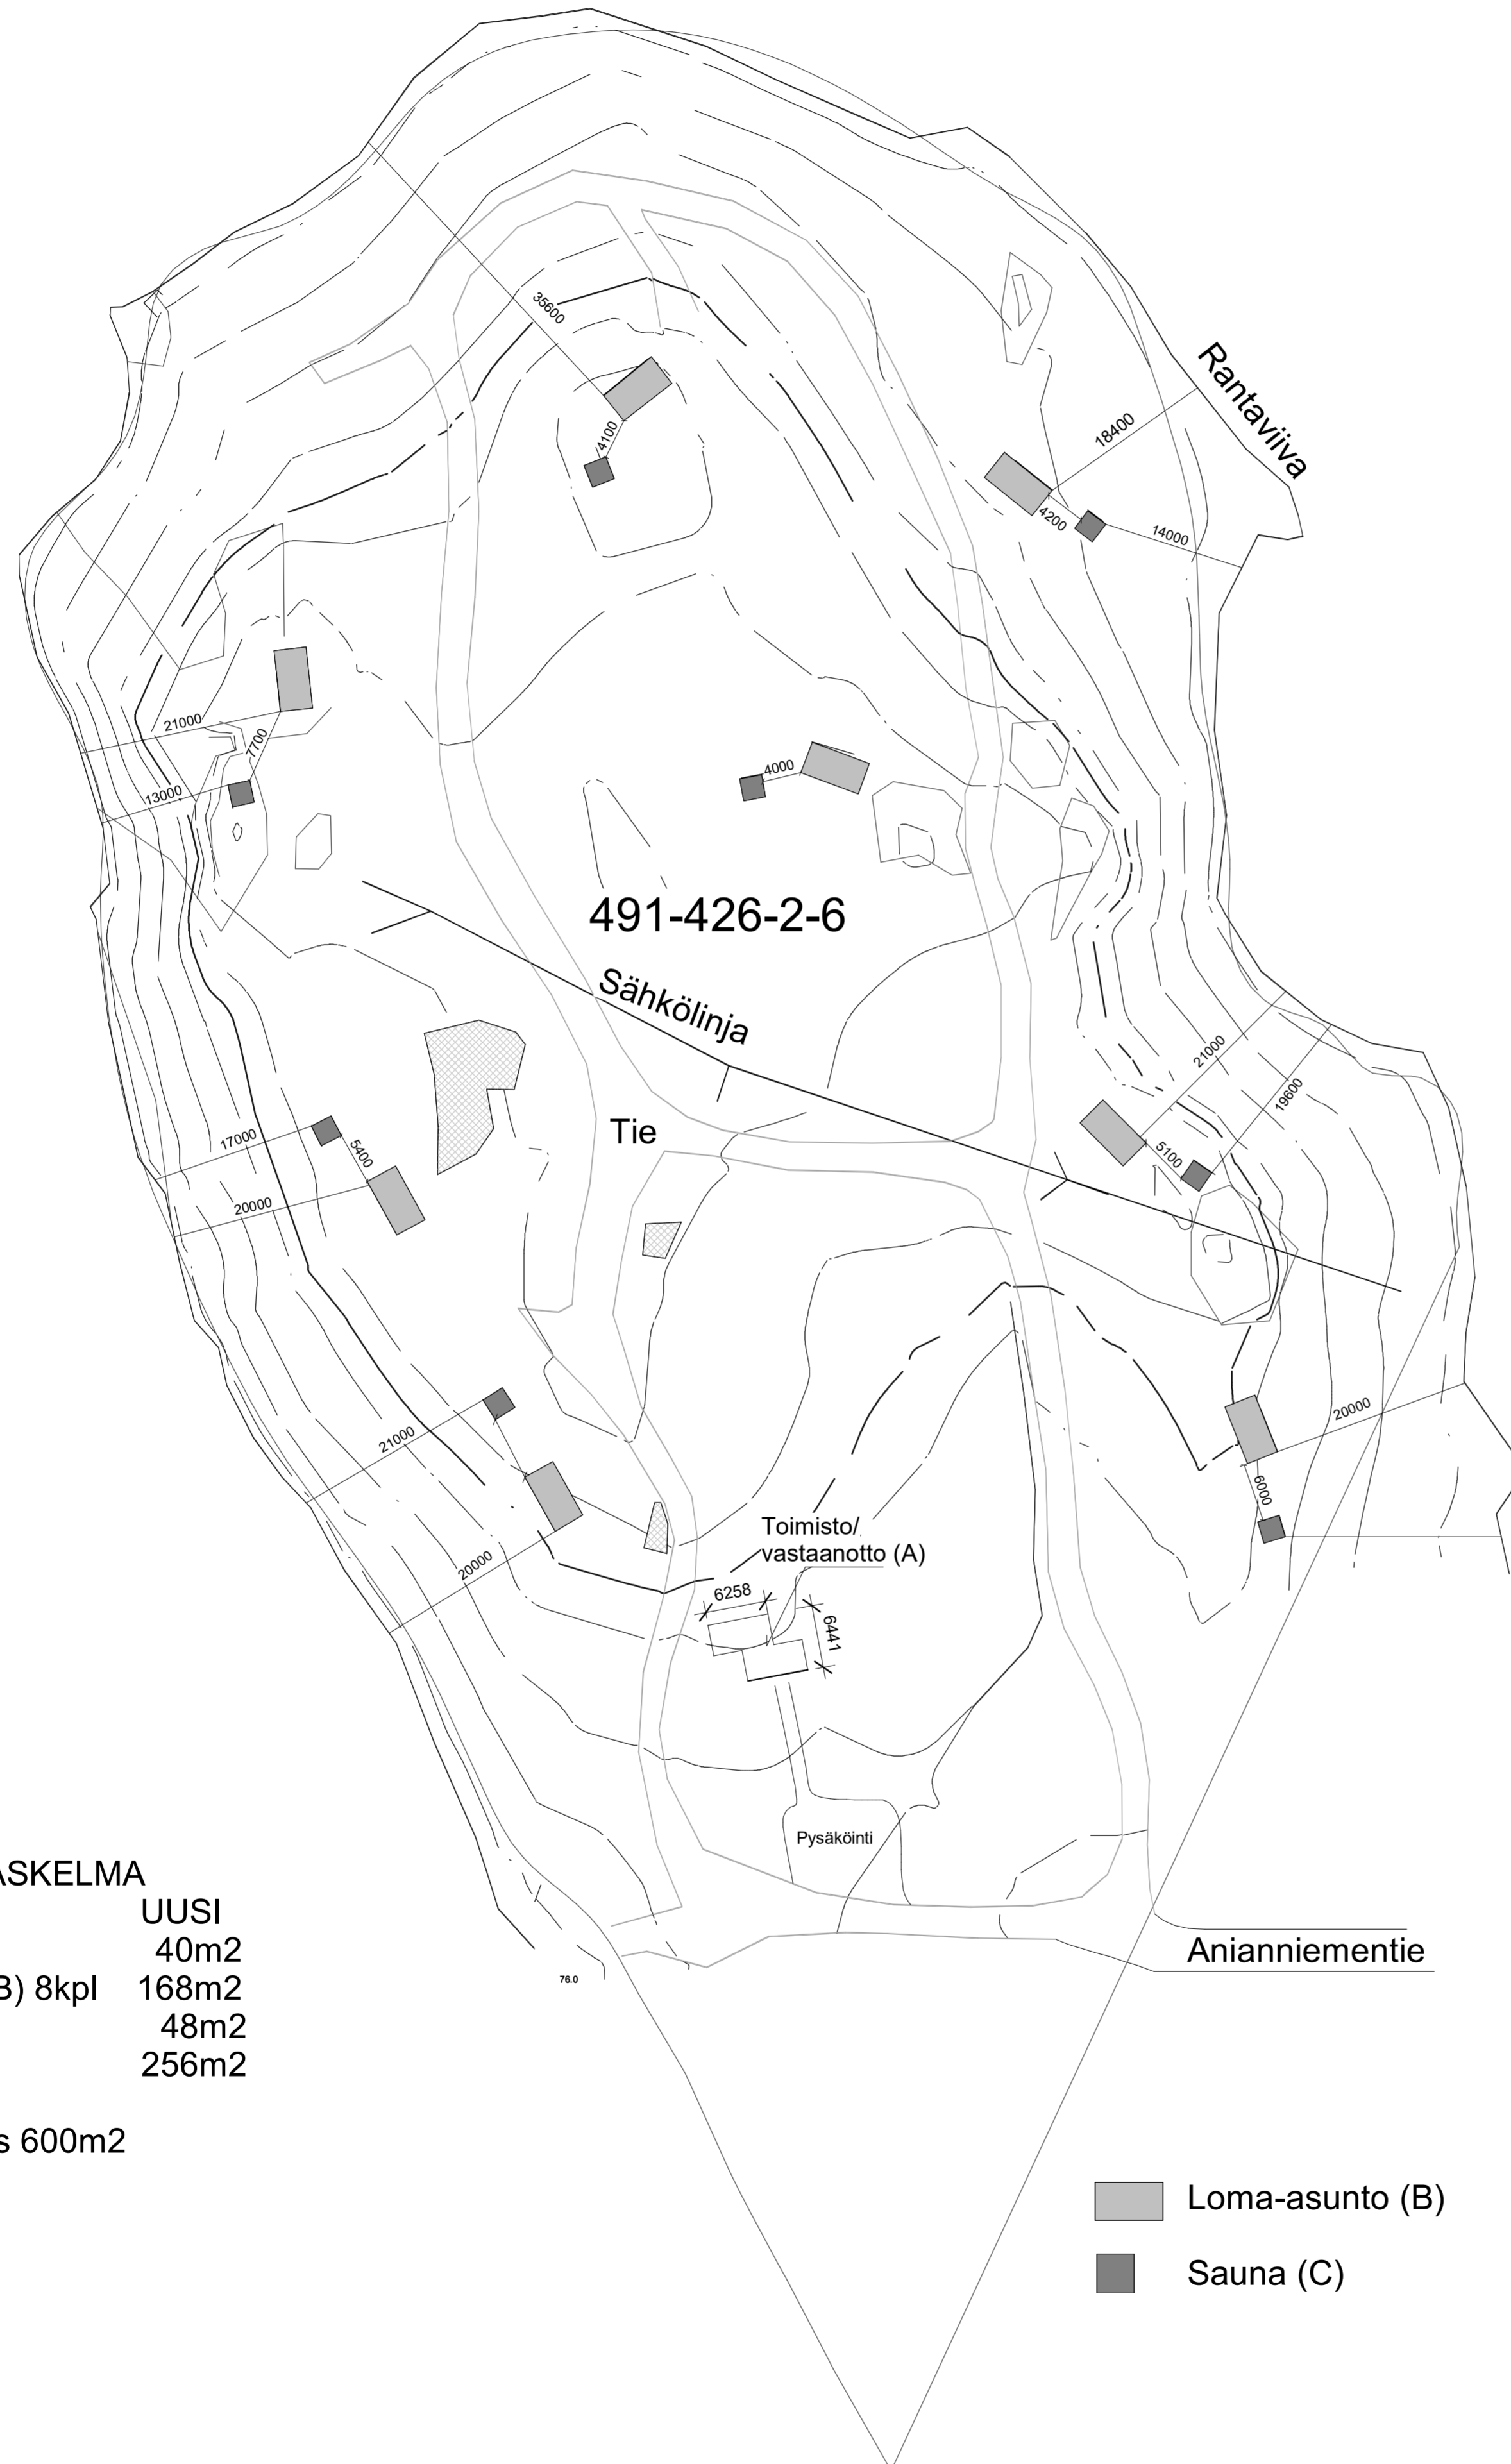 35600
4100
Rantaviiva
18400
4200
14000
21000
7700
13000
4000
491-426-2-6
Sähkölinja
Tie
21000
19600
5100
17000
5400
20000
21000
20000
20000
6000
Toimisto/
vastaanotto (A)
6258
6441
Pysäköinti
ASKELMA
UUSI
40m2
B) 8kpl 168m2
48m2
256m2
s 600m2
76.0
Anianniementie
Loma-asunto (B)
Sauna (C)